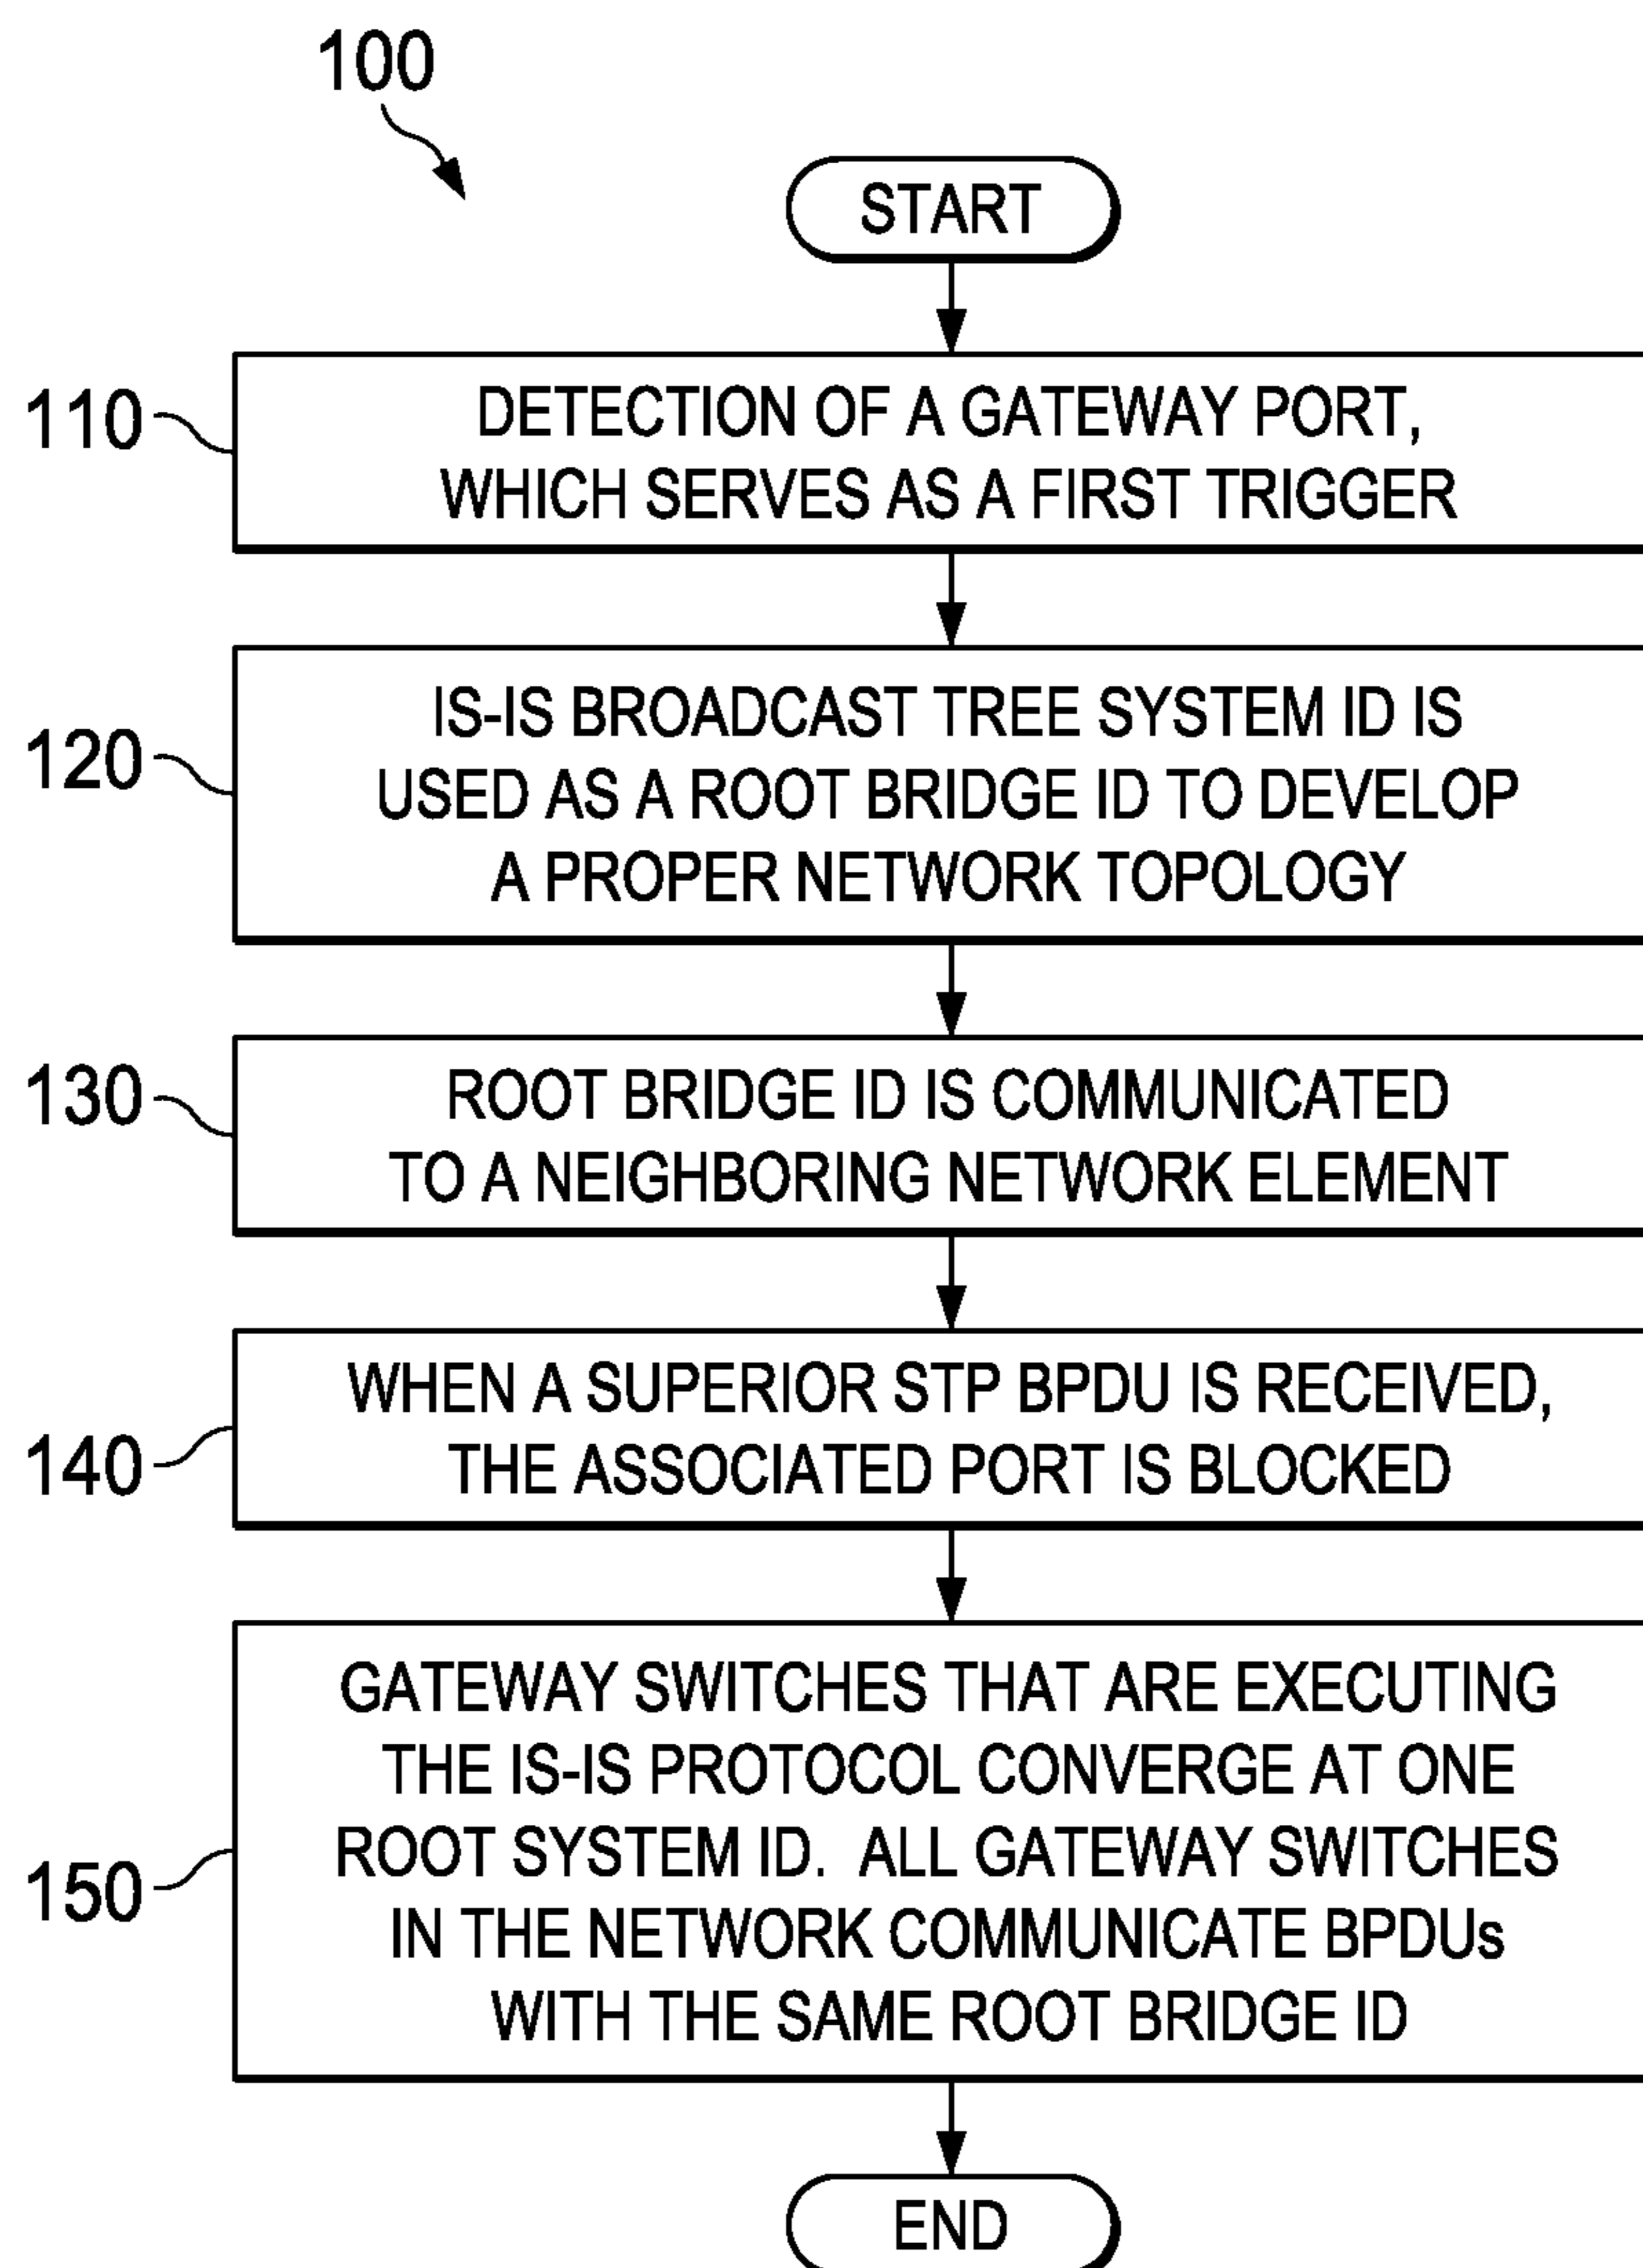 100
START
110
DETECTION OF A GATEWAY PORT,
WHICH SERVES AS A FIRST TRIGGER
120
IS-IS BROADCAST TREE SYSTEM ID IS
USED AS A ROOT BRIDGE ID TO DEVELOP
A PROPER NETWORK TOPOLOGY
130
ROOT BRIDGE ID IS COMMUNICATED
TO A NEIGHBORING NETWORK ELEMENT
140
WHEN A SUPERIOR STP BPDU IS RECEIVED,
THE ASSOCIATED PORT IS BLOCKED
150
GATEWAY SWITCHES THAT ARE EXECUTING
THE IS-IS PROTOCOL CONVERGE AT ONE
ROOT SYSTEM ID. ALL GATEWAY SWITCHES
IN THE NETWORK COMMUNICATE BPDUs
WITH THE SAME ROOT BRIDGE ID
END